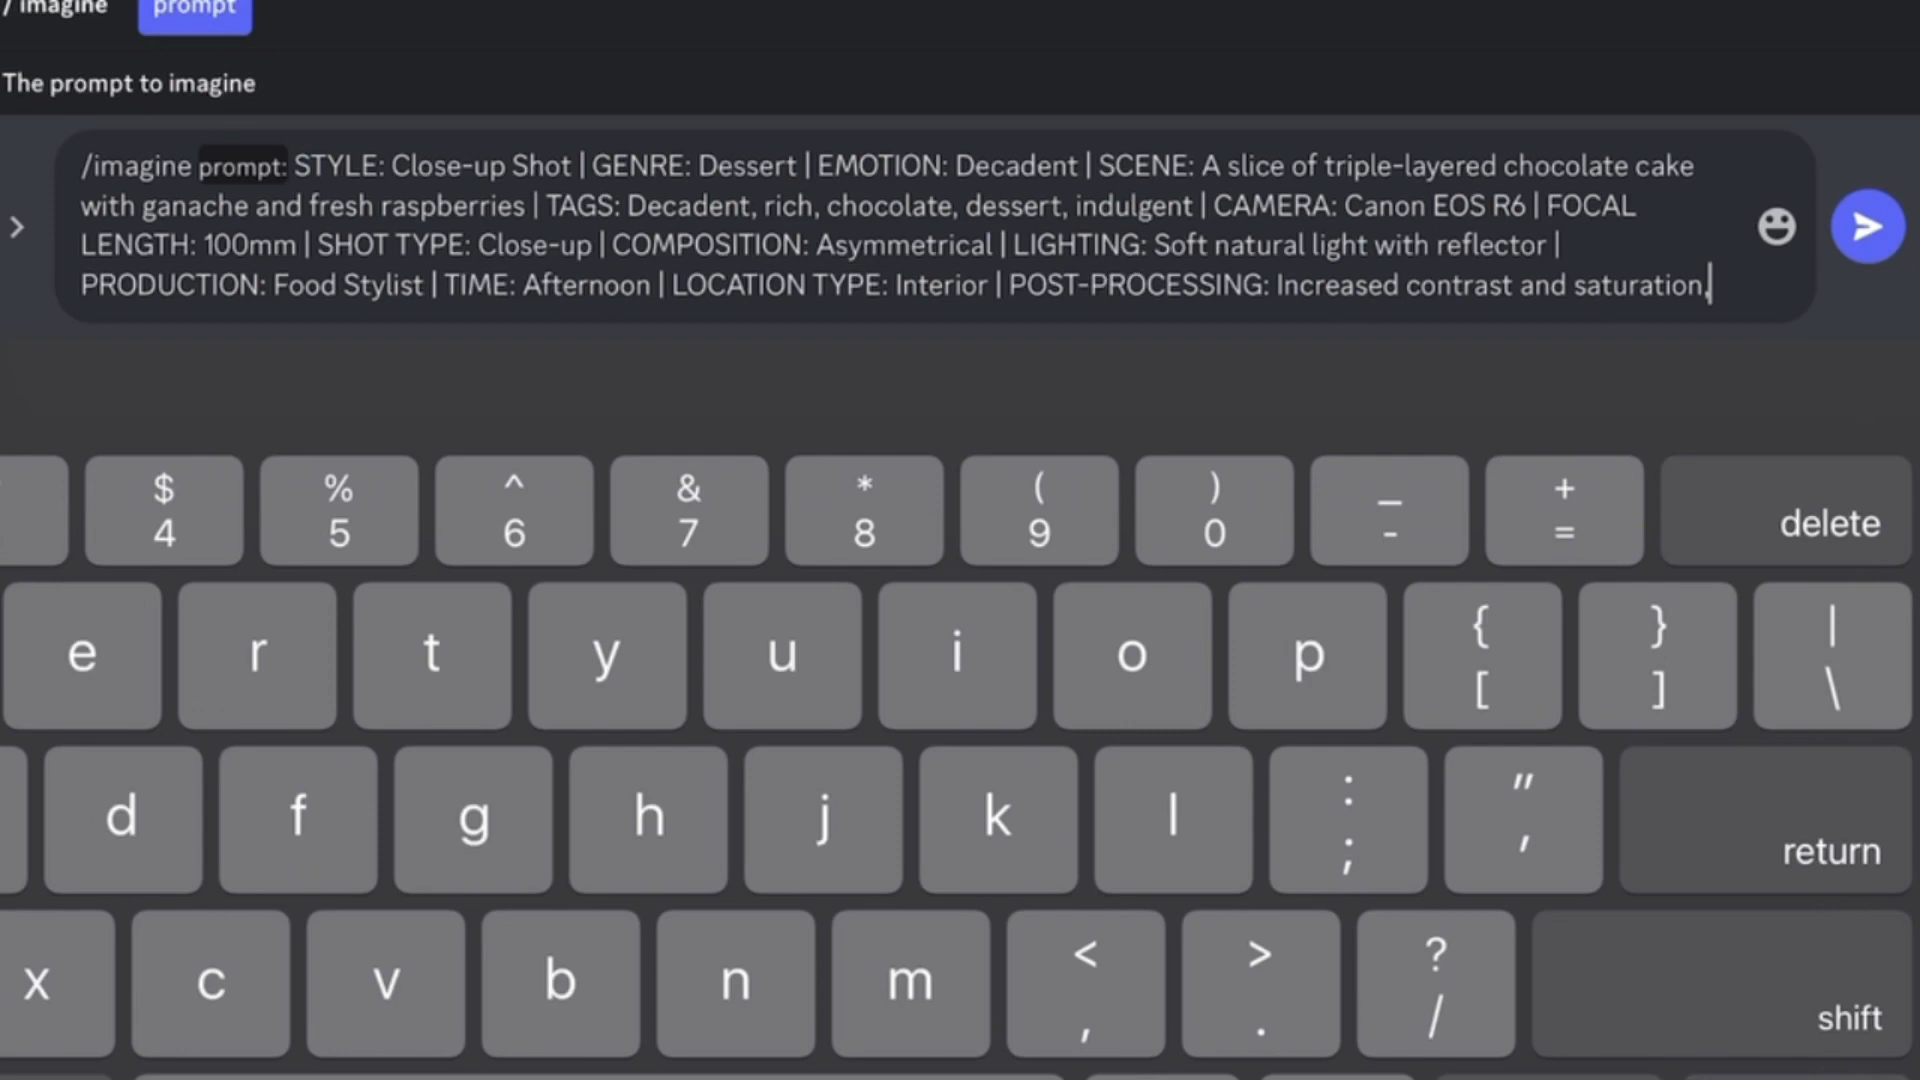 /imagine prompt
The prompt to imagine
/imagine prompt: STYLE: Close-up Shot | GENRE: Dessert | EMOTION: Decadent | SCENE: A slice of triple-layered chocolate cake
with ganache and fresh raspberries | TAGS: Decadent, rich, chocolate, dessert, indulgent | CAMERA: Canon EOS R6 | FOCAL
LENGTH: 100mm | SHOT TYPE: Close-up | COMPOSITION: Asymmetrical | LIGHTING: Soft natural light with reflector |
PRODUCTION: Food Stylist | TIME: Afternoon | LOCATION TYPE: Interior | POST-PROCESSING: Increased contrast and saturation,
$ % ^ & * ( ) _ +
4 5 6 7 8 9 0 - = delete
e r t y u i o p { } |
[ ] \
d f g h j k l : "
; ' return
x c v b n m < > ?
, . / shift